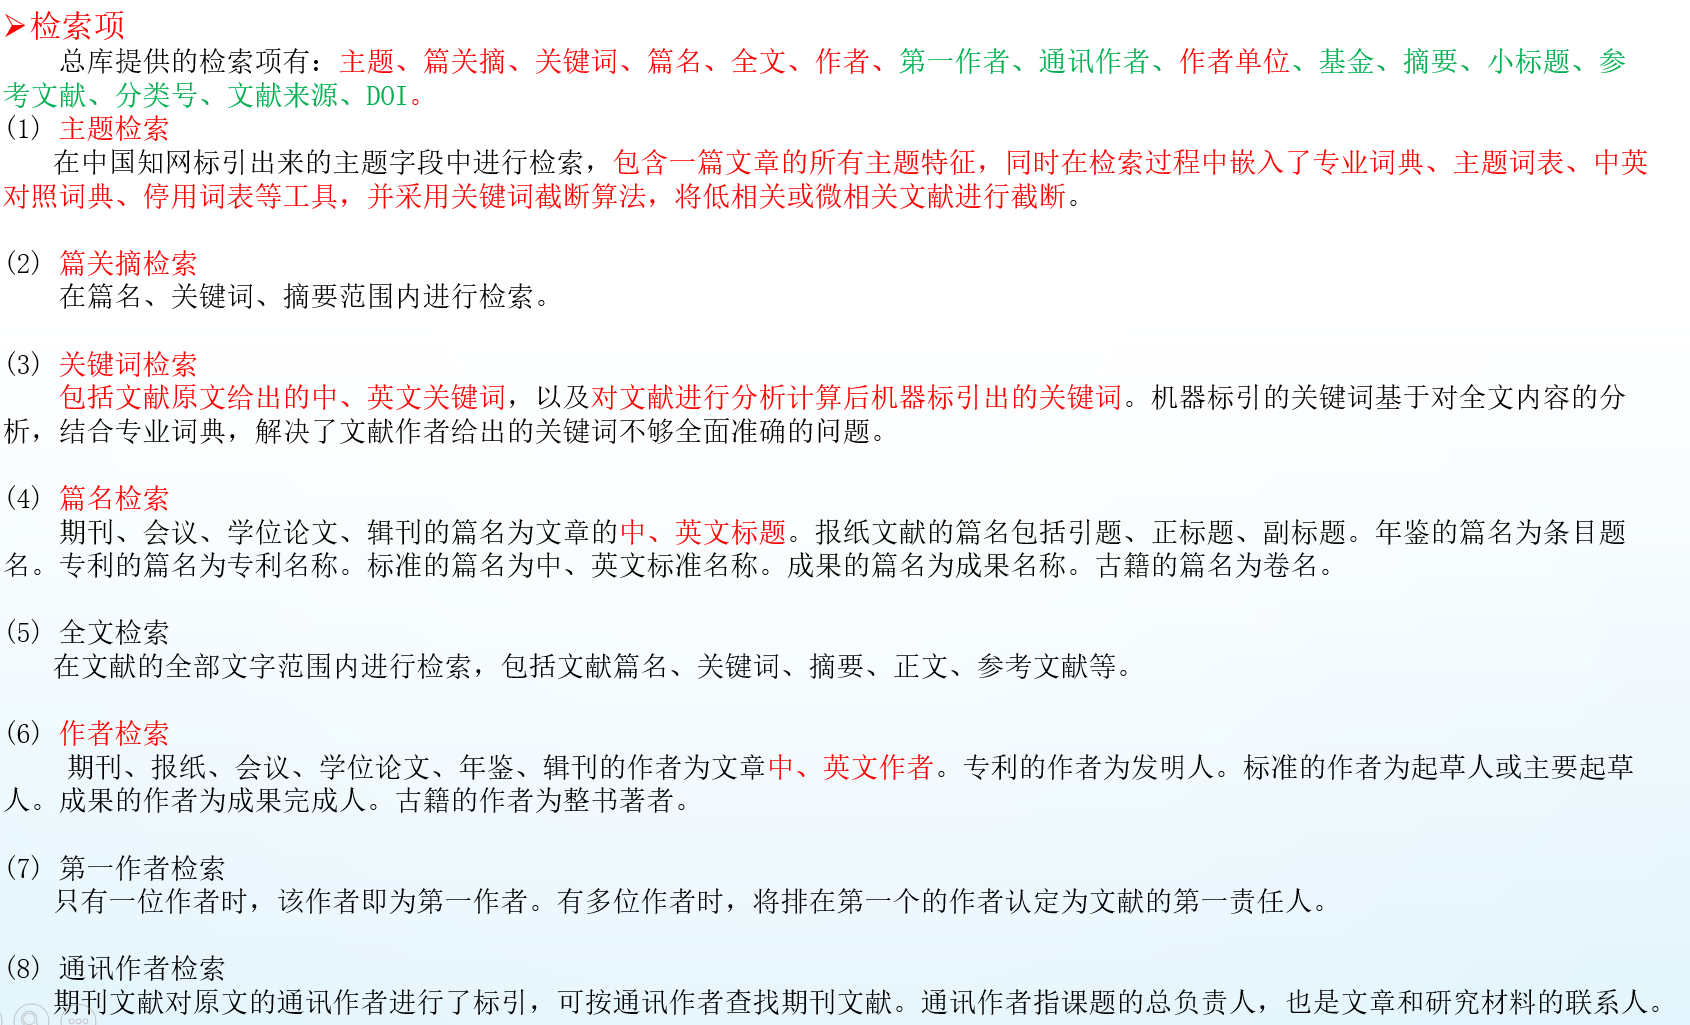 ➢检索项
总库提供的检索项有：主题、篇关摘、关键词、篇名、全文、作者、第一作者、通讯作者、作者单位、基金、摘要、小标题、参
考文献、分类号、文献来源、DOI。
(1) 主题检索
在中国知网标引出来的主题字段中进行检索，包含一篇文章的所有主题特征，同时在检索过程中嵌入了专业词典、主题词表、中英
对照词典、停用词表等工具，并采用关键词截断算法，将低相关或微相关文献进行截断。
(2) 篇关摘检索
在篇名、关键词、摘要范围内进行检索。
(3) 关键词检索
包括文献原文给出的中、英文关键词，以及对文献进行分析计算后机器标引出的关键词。机器标引的关键词基于对全文内容的分
析，结合专业词典，解决了文献作者给出的关键词不够全面准确的问题。
(4) 篇名检索
期刊、会议、学位论文、辑刊的篇名为文章的中、英文标题。报纸文献的篇名包括引题、正标题、副标题。年鉴的篇名为条目题
名。专利的篇名为专利名称。标准的篇名为中、英文标准名称。成果的篇名为成果名称。古籍的篇名为卷名。
(5) 全文检索
在文献的全部文字范围内进行检索，包括文献篇名、关键词、摘要、正文、参考文献等。
(6) 作者检索
期刊、报纸、会议、学位论文、年鉴、辑刊的作者为文章中、英文作者。专利的作者为发明人。标准的作者为起草人或主要起草
人。成果的作者为成果完成人。古籍的作者为整书著者。
(7) 第一作者检索
只有一位作者时，该作者即为第一作者。有多位作者时，将排在第一个的作者认定为文献的第一责任人。
(8) 通讯作者检索
期刊文献对原文的通讯作者进行了标引，可按通讯作者查找期刊文献。通讯作者指课题的总负责人，也是文章和研究材料的联系人。